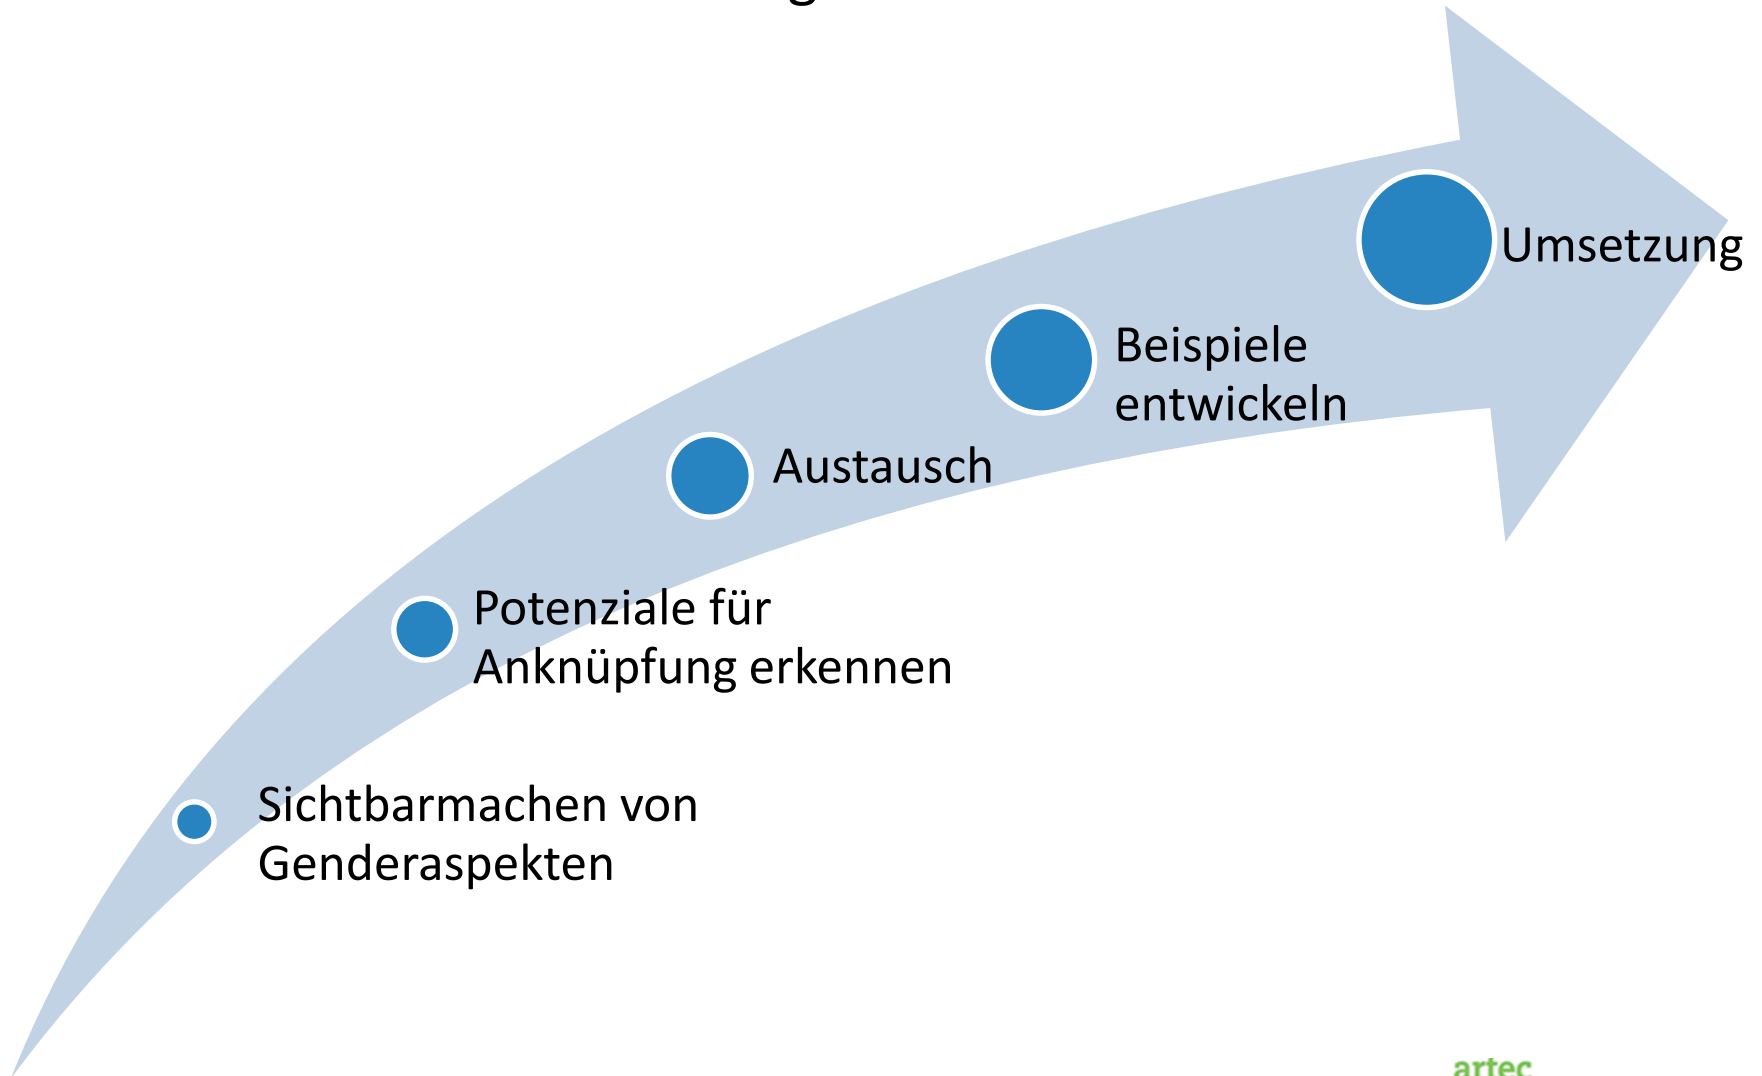 Umsetzung
Beispiele
entwickeln
Austausch
Potenziale für
Anknüpfung erkennen
Sichtbarmachen von
Genderaspekten
artec